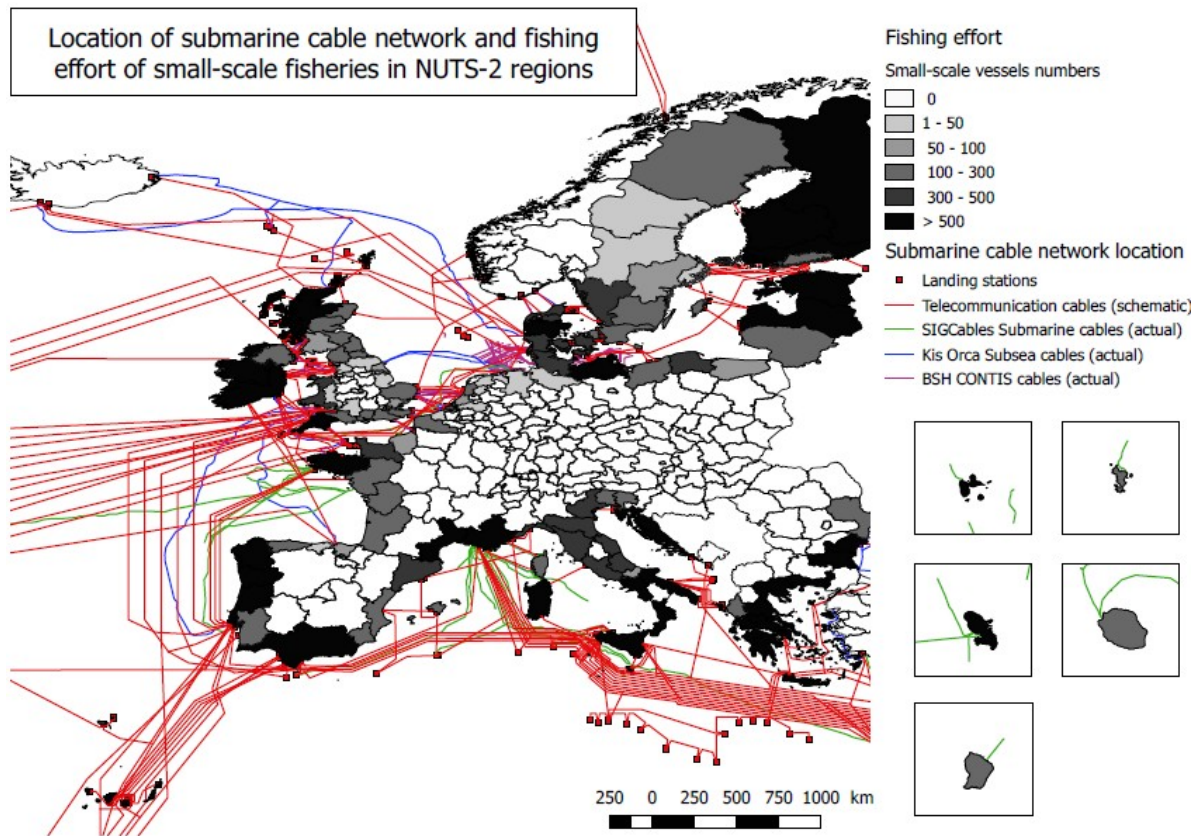 Location of submarine cable network and fishing
effort of small-scale fisheries in NUTS-2 regions
Fishing effort
Small-scale vessels numbers
0
1 - 50
50 - 100
100 - 300
300 - 500
> 500
Submarine cable network location
Landing stations
Telecommunication cables (schematic)
SIGCables Submarine cables (actual)
Kis Orca Subsea cables (actual)
BSH CONTIS cables (actual)
250 0 250 500 750 1000 km